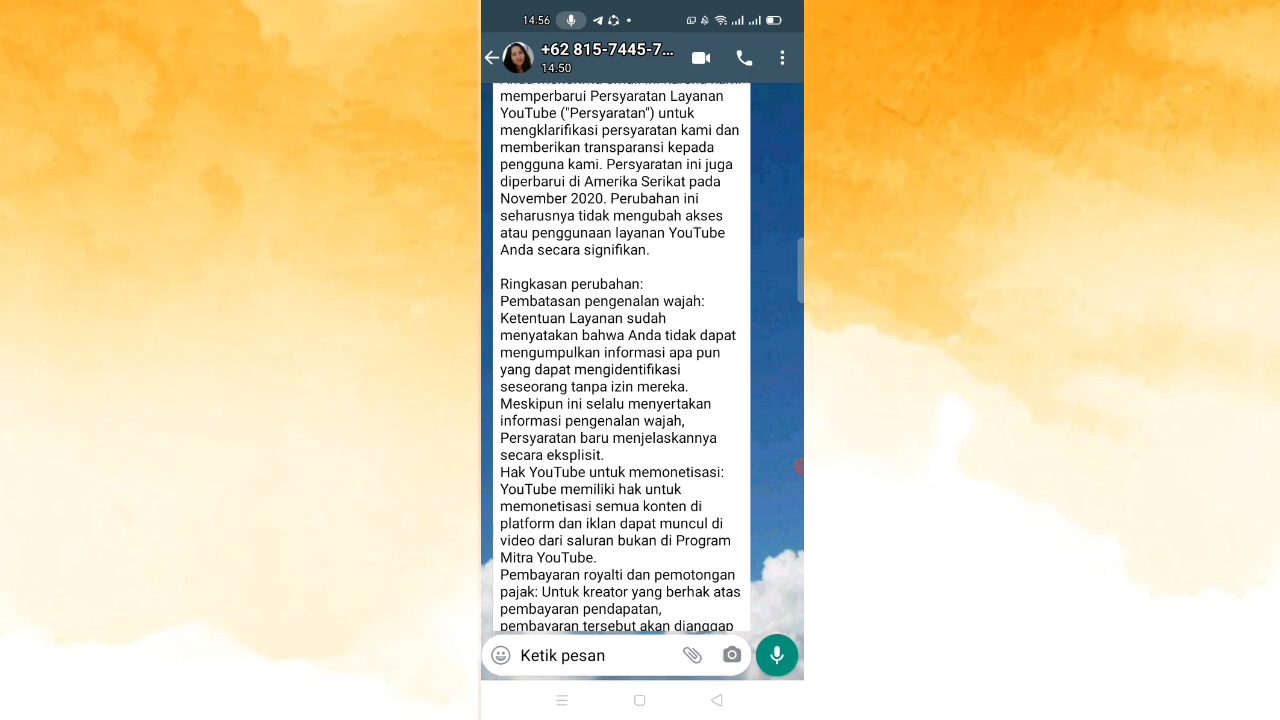 14.56
+62 815-7445-7...
14.50
memperbarui Persyaratan Layanan
YouTube ("Persyaratan") untuk
mengklarifikasi persyaratan kami dan
memberikan transparansi kepada
pengguna kami. Persyaratan ini juga
diperbarui di Amerika Serikat pada
November 2020. Perubahan ini
seharusnya tidak mengubah akses
atau penggunaan layanan YouTube
Anda secara signifikan.
Ringkasan perubahan:
Pembatasan pengenalan wajah:
Ketentuan Layanan sudah
menyatakan bahwa Anda tidak dapat
mengumpulkan informasi apa pun
yang dapat mengidentifikasi
seseorang tanpa izin mereka.
Meskipun ini selalu menyertakan
informasi pengenalan wajah,
Persyaratan baru menjelaskannya
secara eksplisit.
Hak YouTube untuk memonetisasi:
YouTube memiliki hak untuk
memonetisasi semua konten di
platform dan iklan dapat muncul di
video dari saluran bukan di Program
Mitra YouTube.
Pembayaran royalti dan pemotongan
pajak: Untuk kreator yang berhak atas
pembayaran pendapatan,
pembayaran tersebut akan dianggap
Ketik pesan